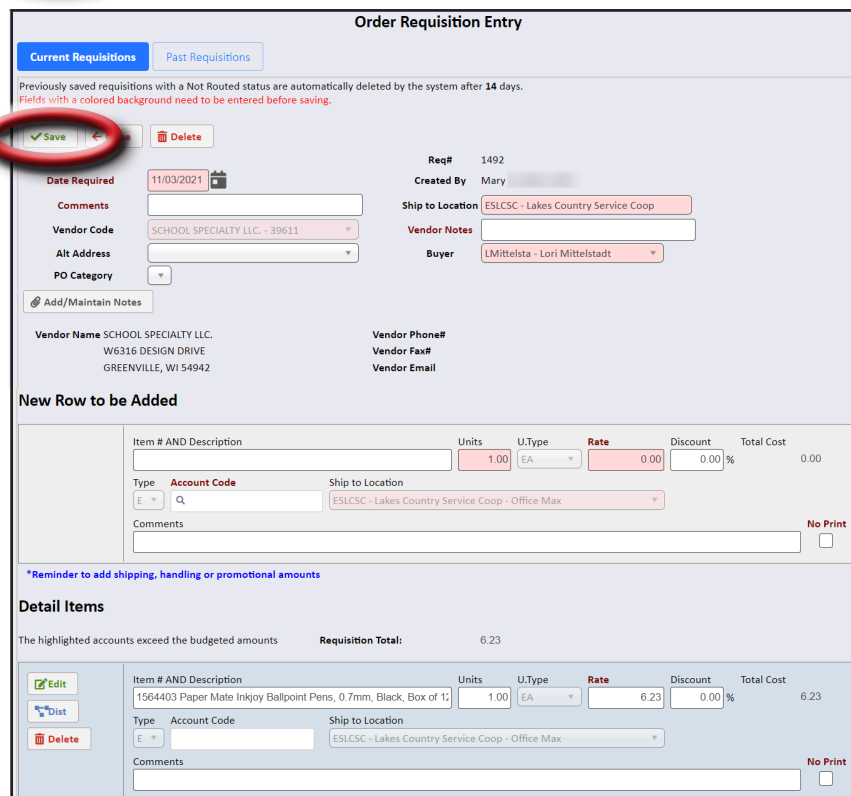 Order Requisition Entry
Current Requisitions Past Requisitions
Previously saved requisitions with a Not Routed status are automatically deleted by the system after 14 days.
Fields with a colored background need to be entered before saving.
Save Delete
Req# 1492
Date Required 11/03/2021 Created By Mary
Comments Ship to Location ESLCSC - Lakes Country Service Coop
Vendor Code SCHOOL SPECIALTY LLC. - 39611 Vendor Notes
Alt Address Buyer LMittelsta - Lori Mittelstadt
PO Category
Add/Maintain Notes
Vendor Name SCHOOL SPECIALTY LLC. Vendor Phone#
W6316 DESIGN DRIVE Vendor Fax#
GREENVILLE, WI 54942 Vendor Email
New Row to be Added
Item # AND Description Units U.Type Rate Discount Total Cost
1.00 EA 0.00 0.00 % 0.00
Type Account Code Ship to Location
E ESLCSC - Lakes Country Service Coop - Office Max
Comments No Print
*Reminder to add shipping, handling or promotional amounts
Detail Items
The highlighted accounts exceed the budgeted amounts Requisition Total: 6.23
Edit Item # AND Description Units U.Type Rate Discount Total Cost
1564403 Paper Mate Inkjoy Ballpoint Pens, 0.7mm, Black, Box of 12 1.00 EA 6.23 0.00 % 6.23
Dist Type Account Code Ship to Location
Delete E ESLCSC - Lakes Country Service Coop - Office Max
Comments No Print